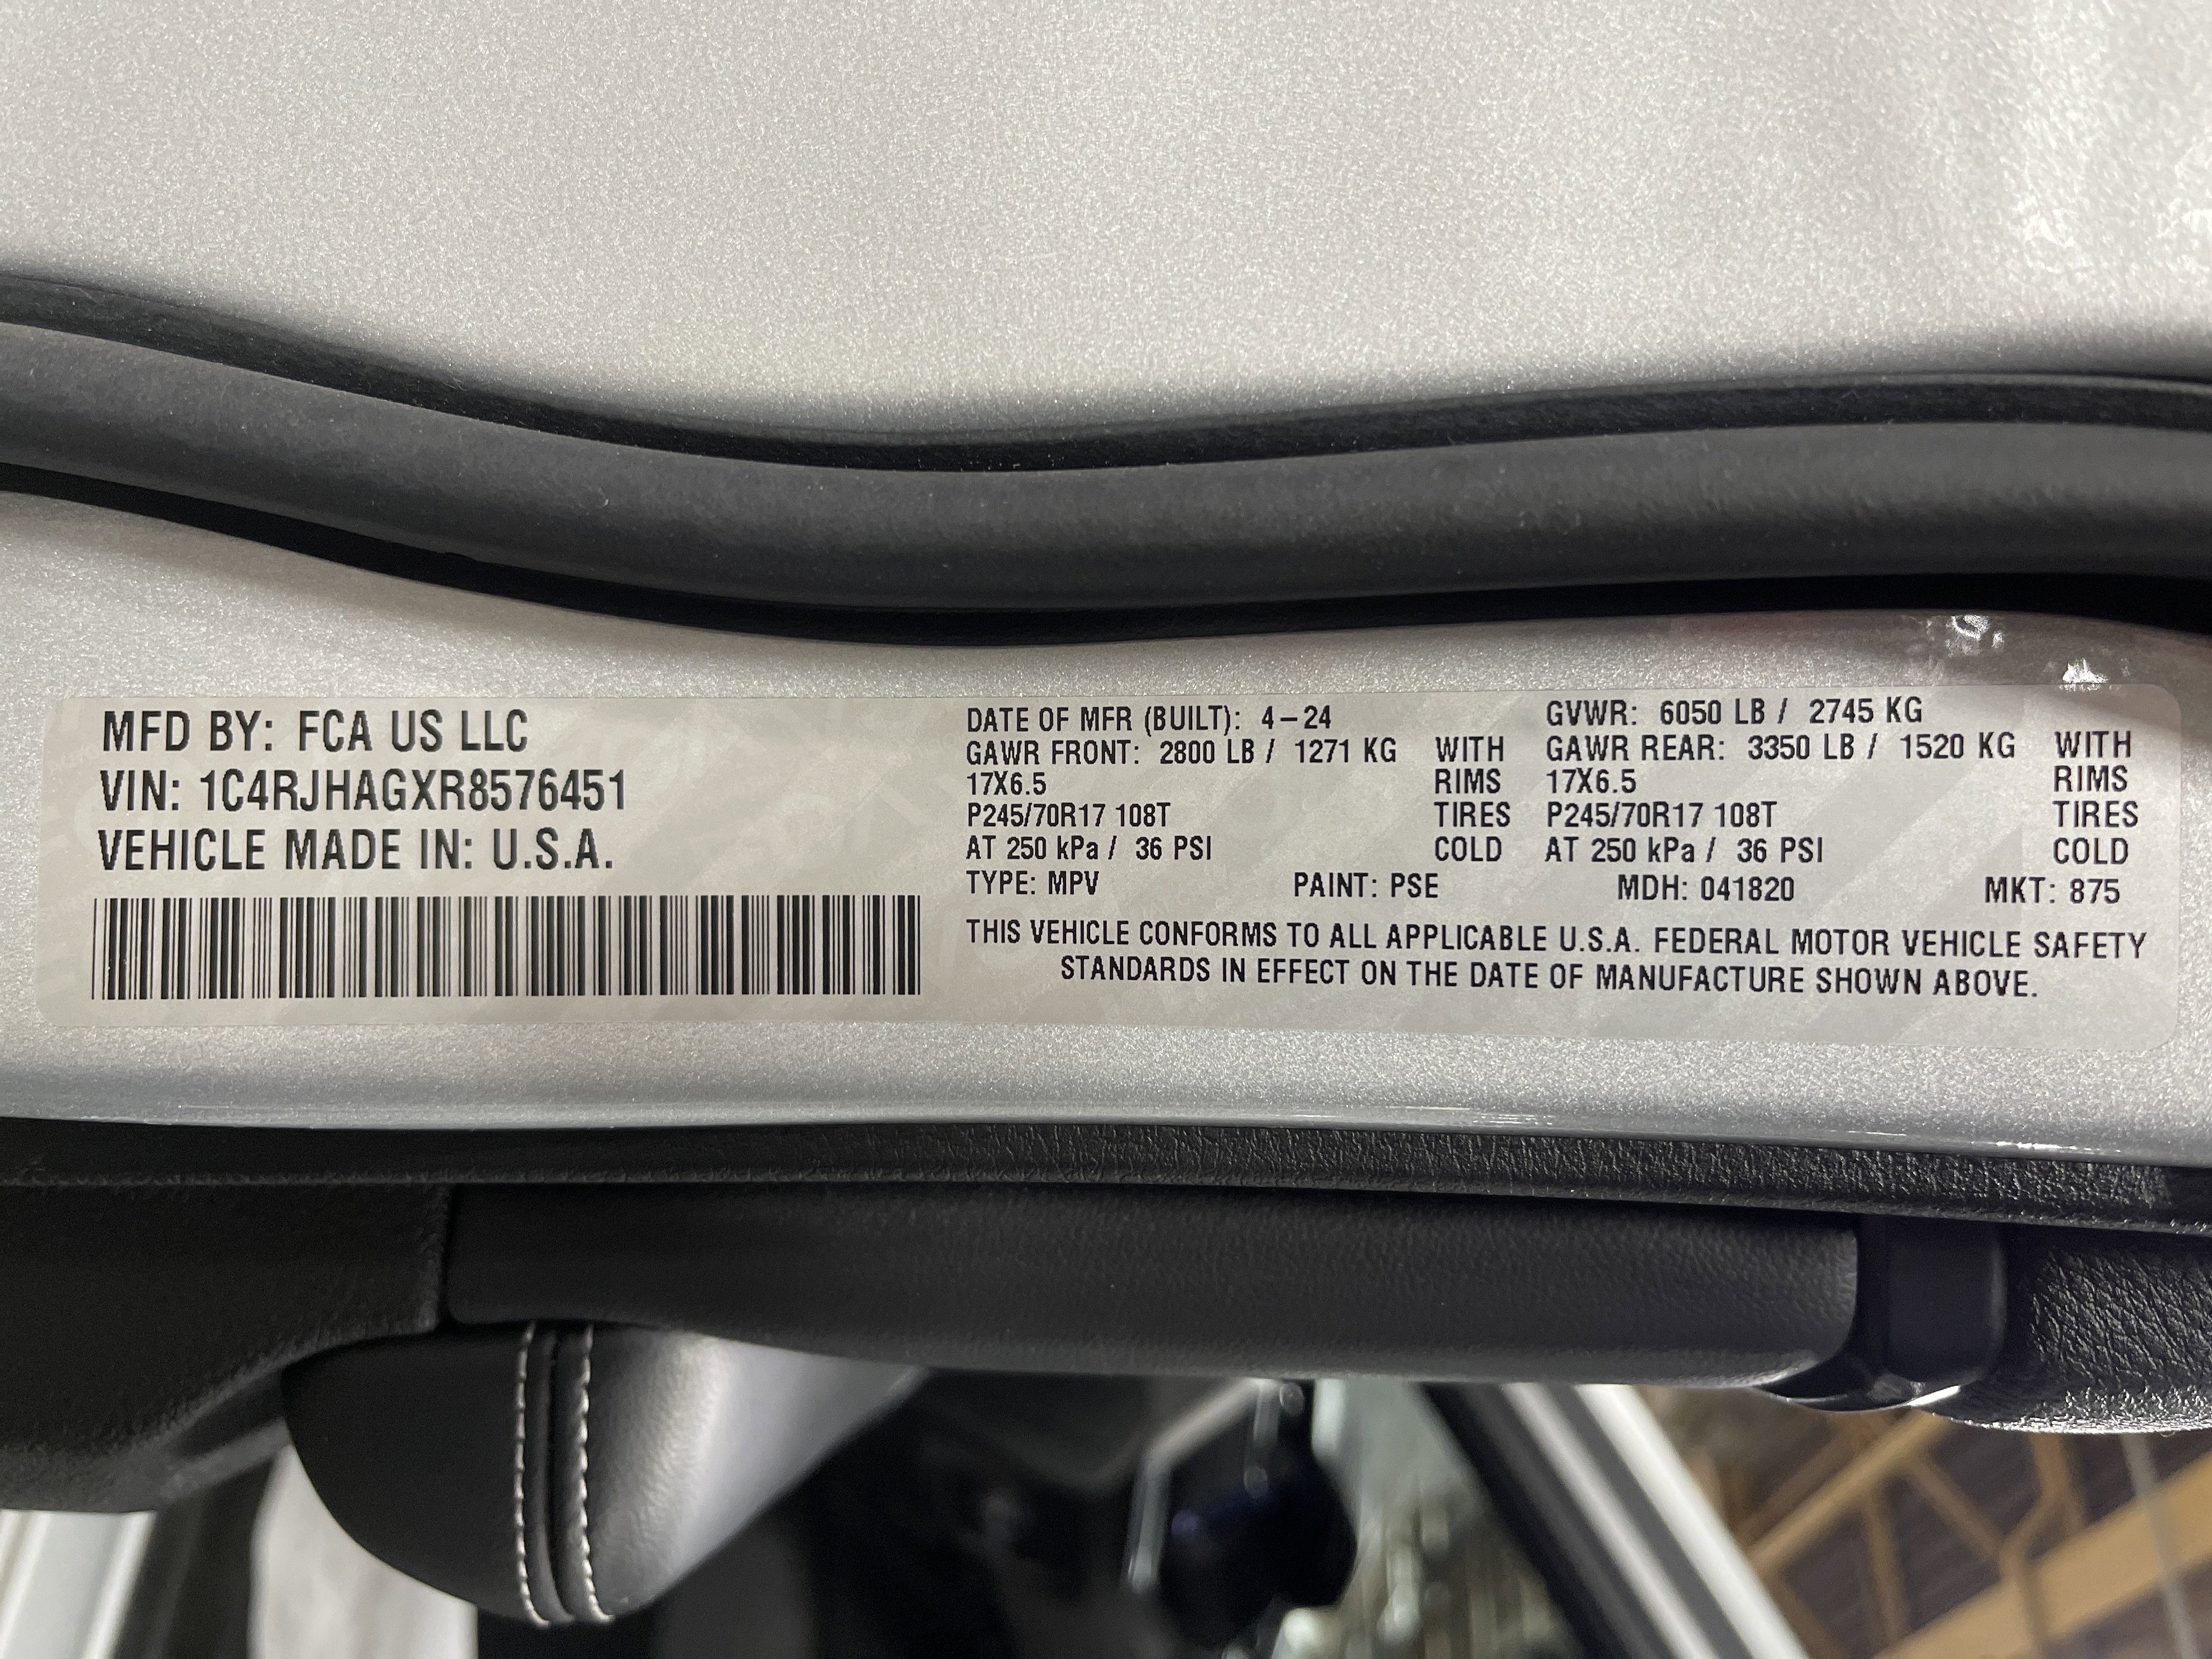 MFD BY: FCA US LLC
VIN: 1C4RJHAGXR8576451
VEHICLE MADE IN: U.S.A.
DATE OF MFR (BUILT): 4-24
GAWR FRONT: 2800 LB / 1271 KG WITH
17X6.5 RIMS
P245/70R17 108T TIRES
AT 250 kPa / 36 PSI COLD
GVWR: 6050 LB / 2745 KG
GAWR REAR: 3350 LB / 1520 KG WITH
17X6.5 RIMS
P245/70R17 108T TIRES
AT 250 kPa / 36 PSI COLD
TYPE: MPV PAINT: PSE MDH: 041820 MKT: 875
THIS VEHICLE CONFORMS TO ALL APPLICABLE U.S.A. FEDERAL MOTOR VEHICLE SAFETY
STANDARDS IN EFFECT ON THE DATE OF MANUFACTURE SHOWN ABOVE.